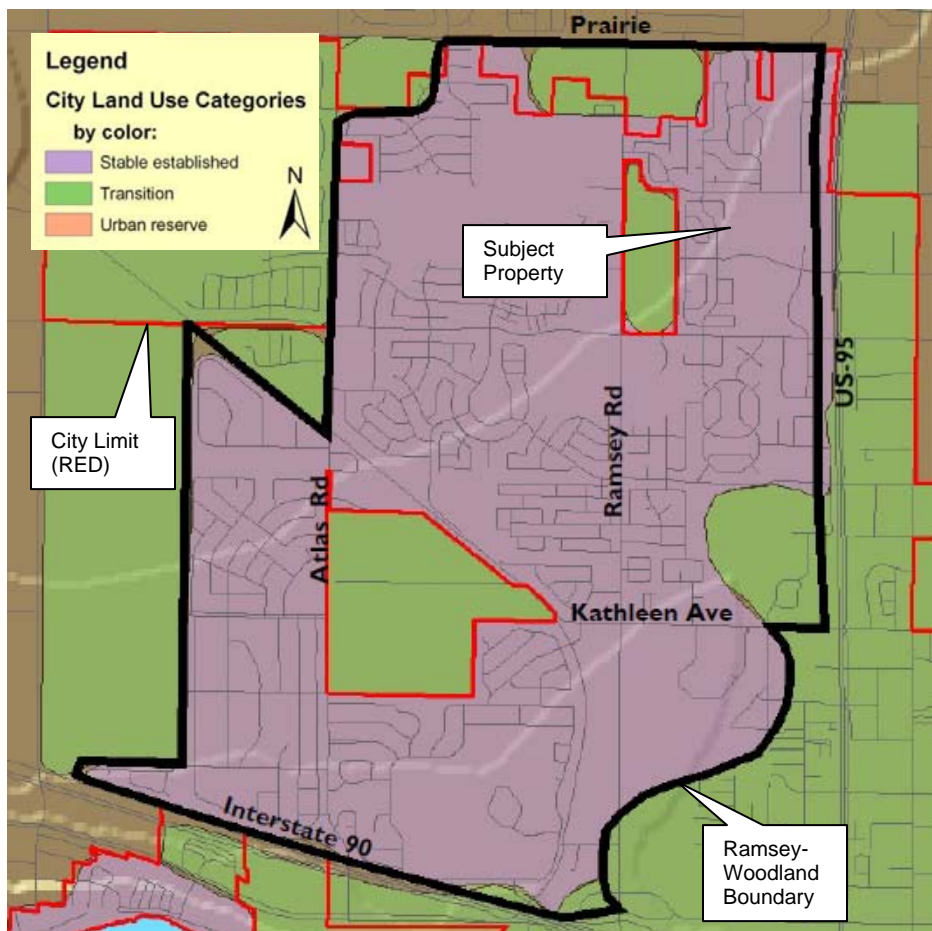 Prairie
Legend
City Land Use Categories
by color:
Stable established
Transition
Urban reserve
N
Subject
Property
US-95
City Limit
(RED)
Ramsey Rd
Atlas Rd
Kathleen Ave
Interstate 90
Ramsey-
Woodland
Boundary